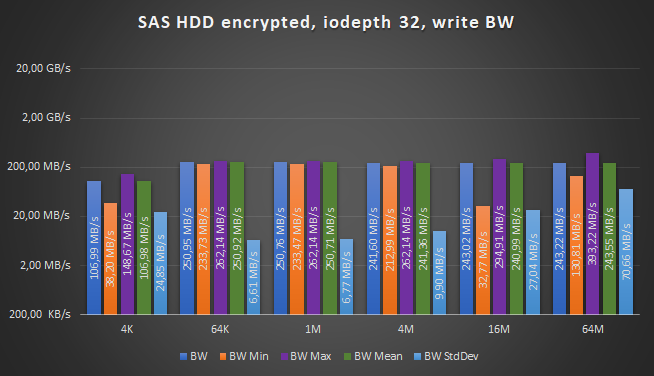 SAS HDD encrypted, iodepth 32, write BW
20,00 GB/s
2,00 GB/s
200,00 MB/s
20,00 MB/s
2,00 MB/s
200,00 KB/s
106,99 MB/s
38,20 MB/s
148,67 MB/s
106,98 MB/s
24,85 MB/s
250,95 MB/s
233,73 MB/s
262,14 MB/s
250,92 MB/s
6,61 MB/s
250,76 MB/s
233,47 MB/s
262,14 MB/s
250,71 MB/s
6,77 MB/s
241,60 MB/s
212,99 MB/s
262,14 MB/s
241,36 MB/s
9,90 MB/s
243,02 MB/s
32,77 MB/s
294,91 MB/s
240,99 MB/s
27,04 MB/s
243,22 MB/s
130,81 MB/s
393,22 MB/s
243,55 MB/s
70,66 MB/s
4K 64K 1M 4M 16M 64M
BW BW Min BW Max BW Mean BW StdDev